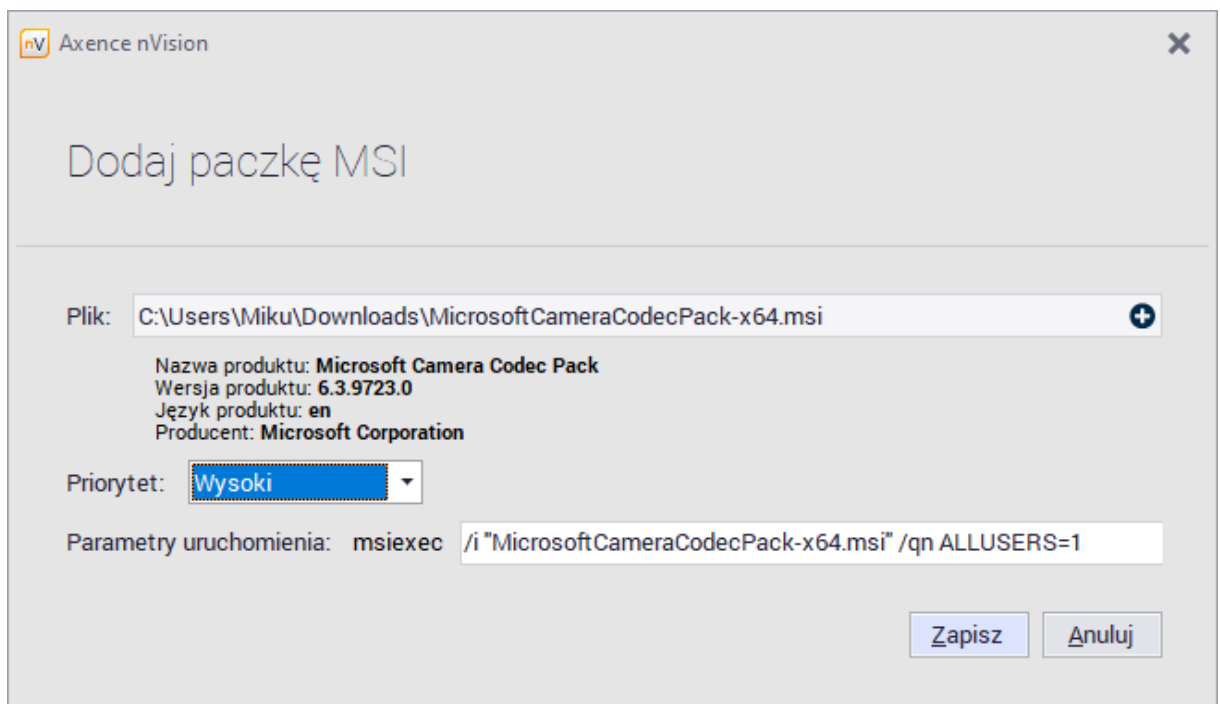 nV Axence nVision
Dodaj paczkę MSI
Plik: C:\Users\Miku\Downloads\MicrosoftCameraCodecPack-x64.msi
Nazwa produktu: Microsoft Camera Codec Pack
Wersja produktu: 6.3.9723.0
Język produktu: en
Producent: Microsoft Corporation
Priorytet: Wysoki
Parametry uruchomienia: msiexec /i "MicrosoftCameraCodecPack-x64.msi" /qn ALLUSERS=1
Zapisz Anuluj